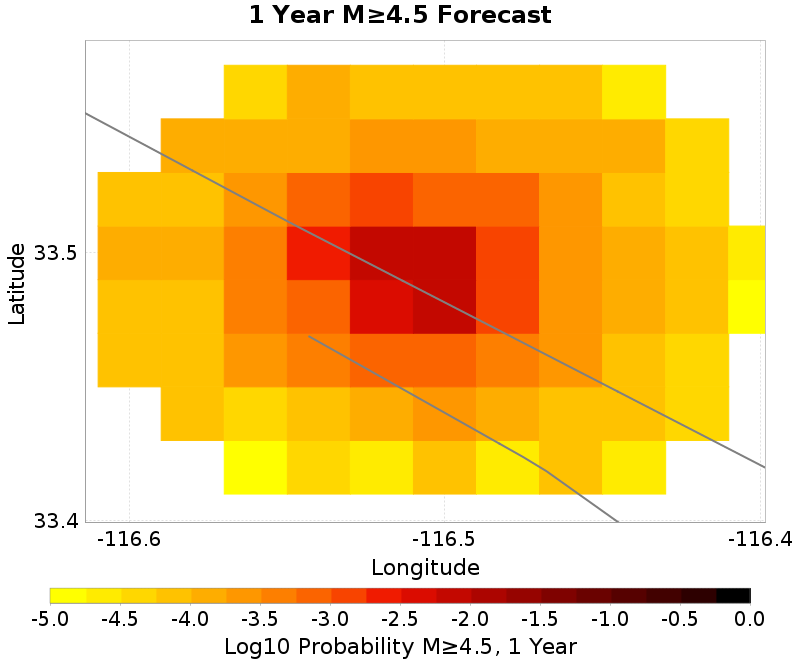 1 Year M≥4.5 Forecast
Latitude
33.5
33.4
-116.6 -116.5 -116.4
Longitude
-5.0 -4.5 -4.0 -3.5 -3.0 -2.5 -2.0 -1.5 -1.0 -0.5 0.0
Log10 Probability M≥4.5, 1 Year